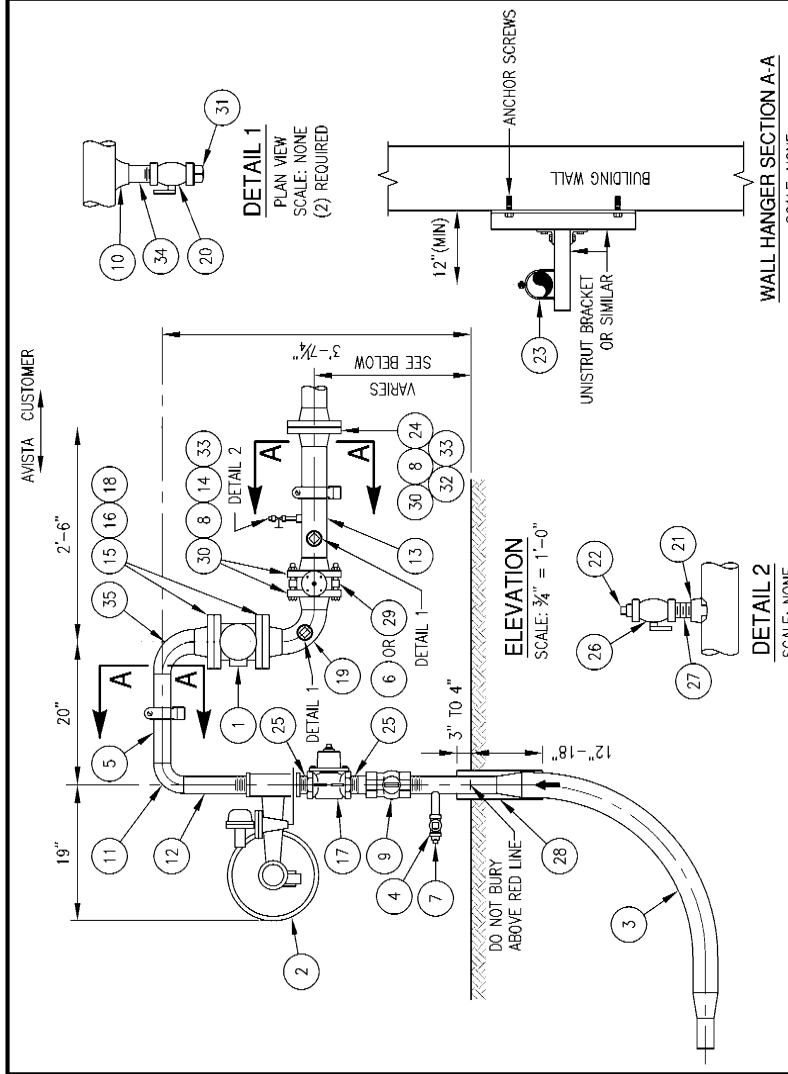 AVISTA CUSTOMER
19"
20"
2'-6"
11
12
5
35
15
16
18
30
8
14
33
DETAIL 2
A
A
A
A
3'-7¼"
VARIES
SEE BELOW
2
1
DETAIL 1
19
6 OR 29
DETAIL 1
13
30
8
24
32
33
25
17
25
9
4
7
DO NOT BURY
ABOVE RED LINE
3" TO 4"
12"-18"
28
3
ELEVATION
SCALE: ¾" = 1'-0"
22
26
27
21
DETAIL 2
SCALE: NONE
10
34
20
31
DETAIL 1
PLAN VIEW
SCALE: NONE
(2) REQUIRED
12"(MIN)
23
UNISTRUT BRACKET
OR SIMILAR
BUILDING WALL
ANCHOR SCREWS
WALL HANGER SECTION A-A
SCALE: NONE